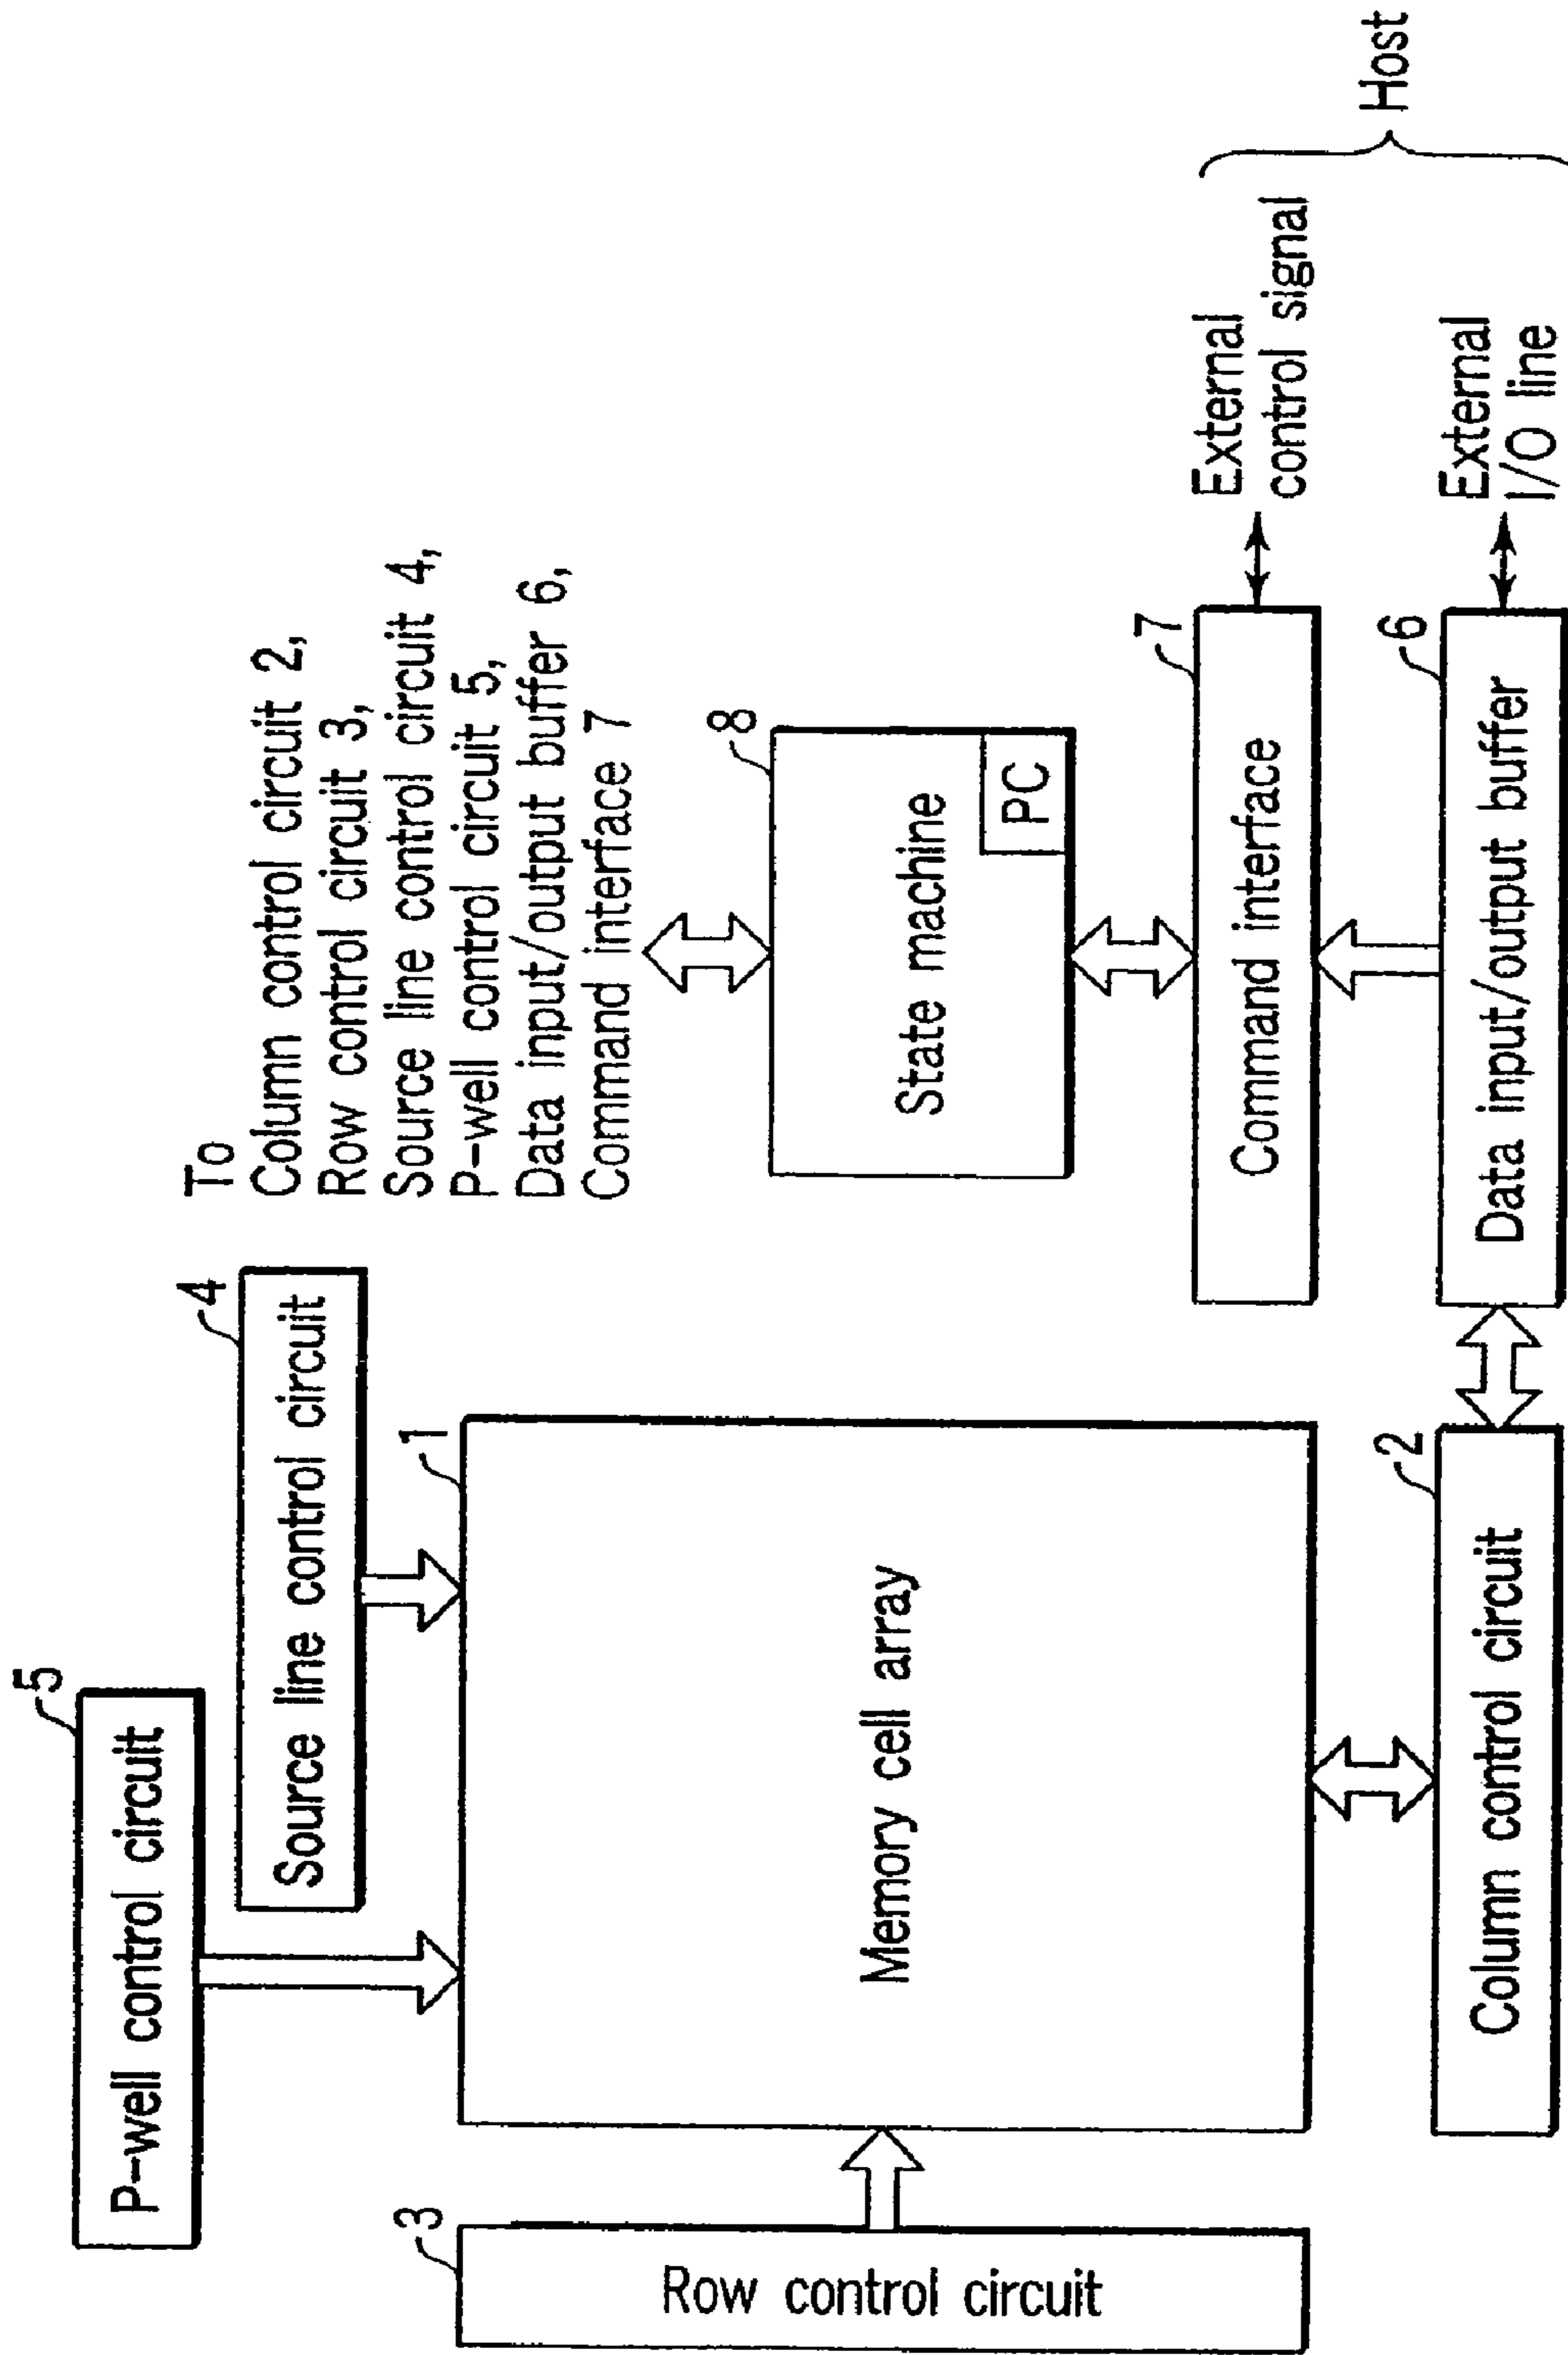 5
P-well control circuit
4
Source line control circuit
To
Column control circuit 2,
Row control circuit 3,
Source line control circuit 4,
P-well control circuit 5,
Data input/output buffer 6,
Command interface 7
3
Row control circuit
1
Memory cell array
8
State machine
PC
7
Command interface
External
control signal
2
Column control circuit
6
Data input/output buffer
External
I/O line
Host